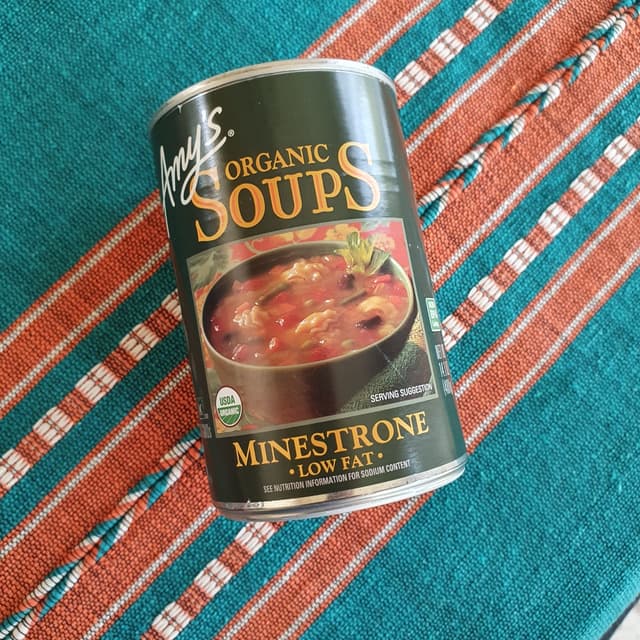 Amy's®
ORGANIC
SOUPS
SERVING SUGGESTION
USDA
ORGANIC
MINESTRONE
• LOW FAT •
SEE NUTRITION INFORMATION FOR SODIUM CONTENT